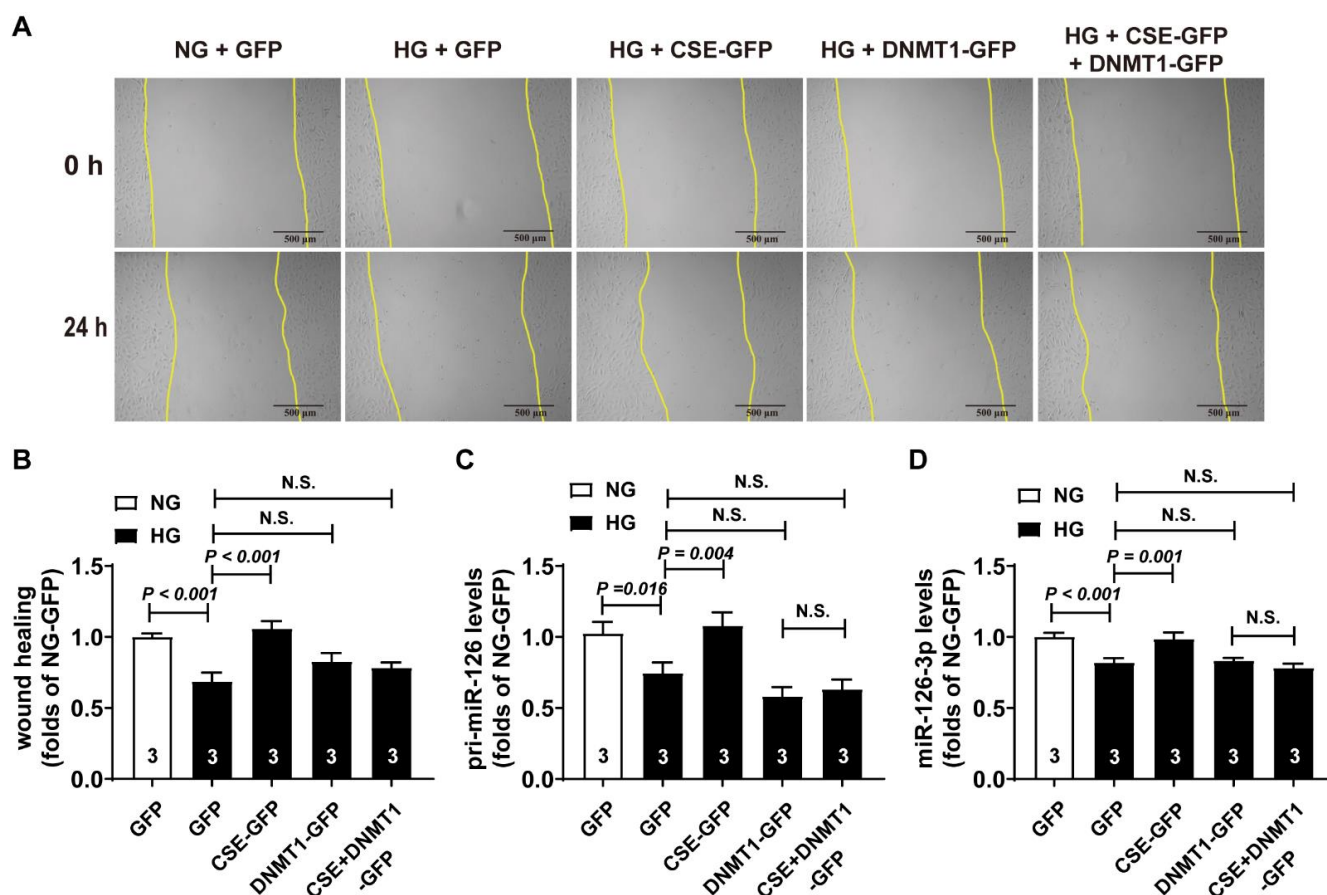 A
NG + GFP
HG + GFP
HG + CSE-GFP
HG + DNMT1-GFP
HG + CSE-GFP
+ DNMT1-GFP
0 h
500 µm
500 µm
500 µm
500 µm
500 µm
24 h
500 µm
500 µm
500 µm
500 µm
500 µm
B
NG
HG
N.S.
N.S.
P < 0.001
P < 0.001
wound healing
(folds of NG-GFP)
1.5
1.0
0.5
0.0
3
3
3
3
3
GFP
GFP
CSE-GFP
DNMT1-GFP
CSE+DNMT1
-GFP
C
NG
HG
N.S.
N.S.
P = 0.004
P =0.016
N.S.
pri-miR-126 levels
(folds of NG-GFP)
1.5
1.0
0.5
0.0
3
3
3
3
3
GFP
GFP
CSE-GFP
DNMT1-GFP
CSE+DNMT1
-GFP
D
NG
HG
N.S.
N.S.
P = 0.001
P < 0.001
N.S.
miR-126-3p levels
(folds of NG-GFP)
1.5
1.0
0.5
0.0
3
3
3
3
3
GFP
GFP
CSE-GFP
DNMT1-GFP
CSE+DNMT1
-GFP